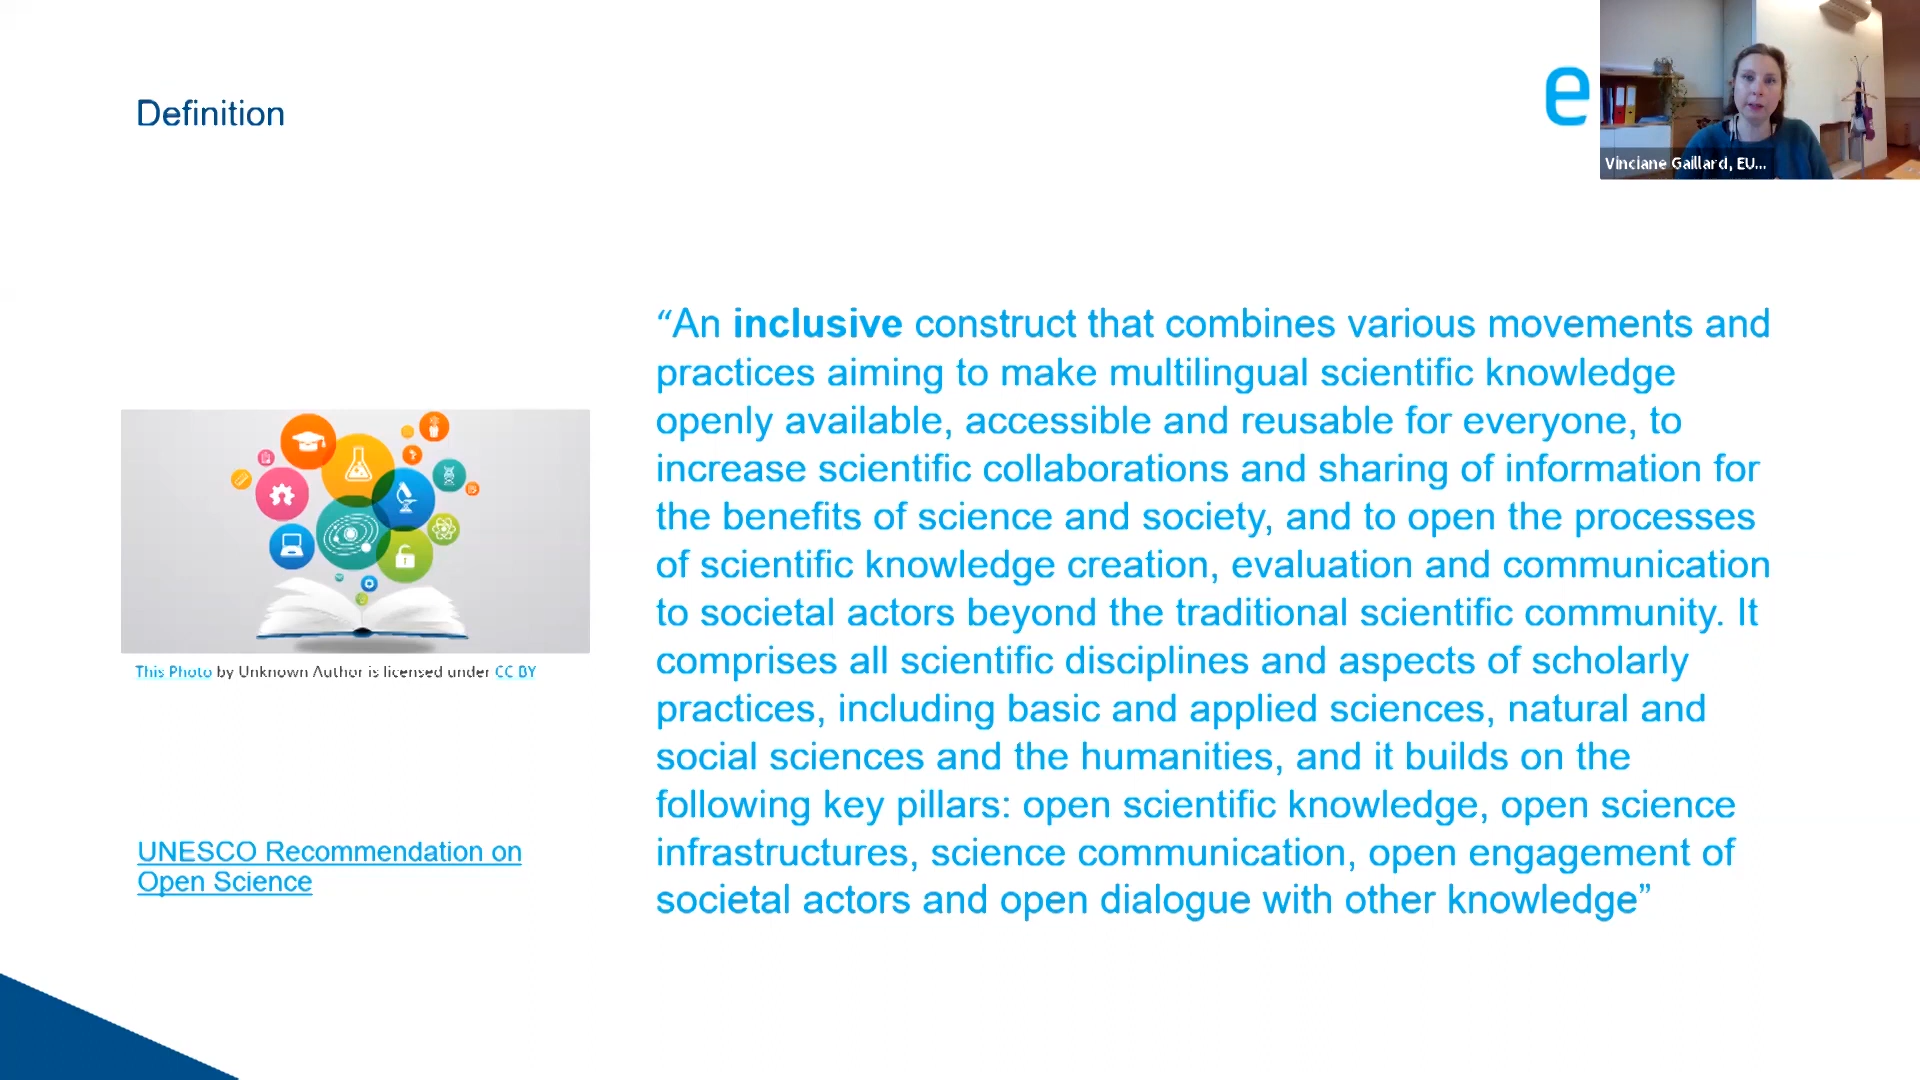 Definition
e
Vinciane Gaillard, EU...
“An inclusive construct that combines various movements and
practices aiming to make multilingual scientific knowledge
openly available, accessible and reusable for everyone, to
increase scientific collaborations and sharing of information for
the benefits of science and society, and to open the processes
of scientific knowledge creation, evaluation and communication
to societal actors beyond the traditional scientific community. It
comprises all scientific disciplines and aspects of scholarly
practices, including basic and applied sciences, natural and
social sciences and the humanities, and it builds on the
following key pillars: open scientific knowledge, open science
infrastructures, science communication, open engagement of
societal actors and open dialogue with other knowledge”
This Photo by Unknown Author is licensed under CC BY
UNESCO Recommendation on
Open Science